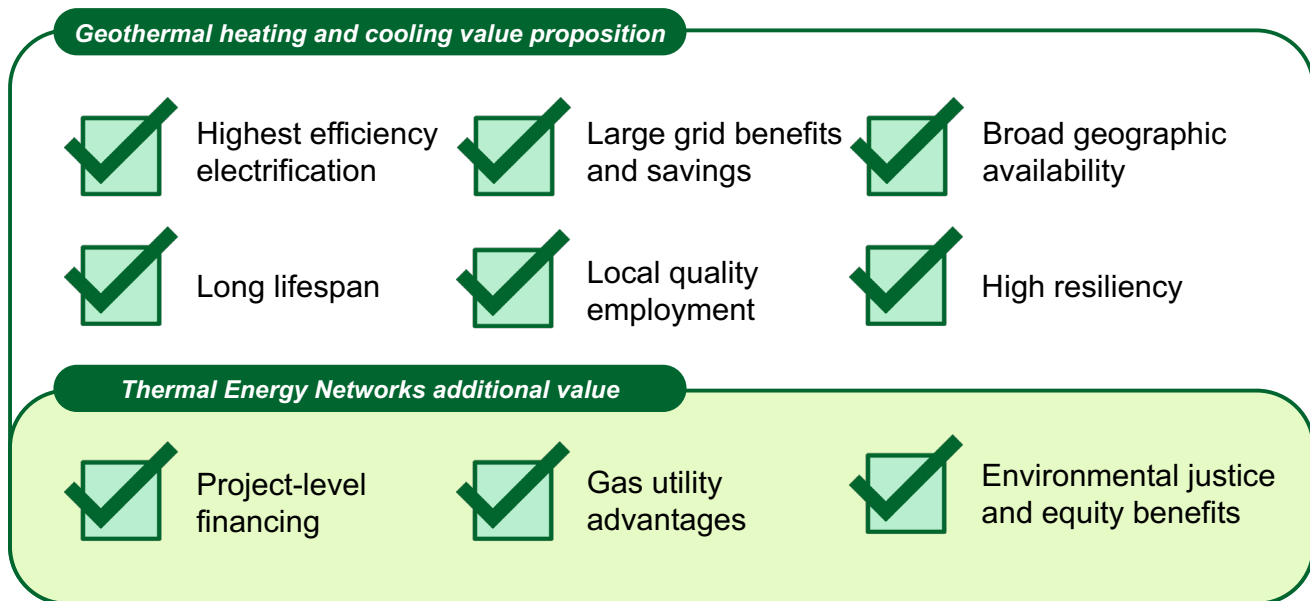 Geothermal heating and cooling value proposition
Highest efficiency
electrification
Large grid benefits
and savings
Broad geographic
availability
Long lifespan
Local quality
employment
High resiliency
Thermal Energy Networks additional value
Project-level
financing
Gas utility
advantages
Environmental justice
and equity benefits